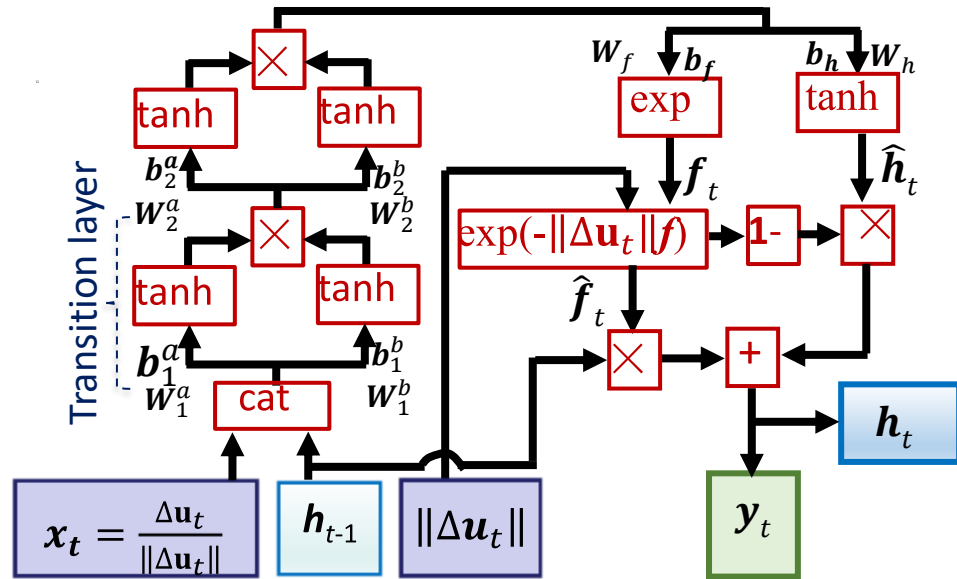 ×
W_f b_f
b_h W_h
tanh
tanh
exp
tanh
b_2^a
b_2^b
f_t
ĥ_t
W_2^a
W_2^b
Transition layer
×
exp(-‖Δu_t‖f)
1-
×
tanh
tanh
f̂_t
b_1^a
b_1^b
×
+
W_1^a
cat
W_1^b
h_t
x_t = Δu_t / ‖Δu_t‖
h_{t-1}
‖Δu_t‖
y_t